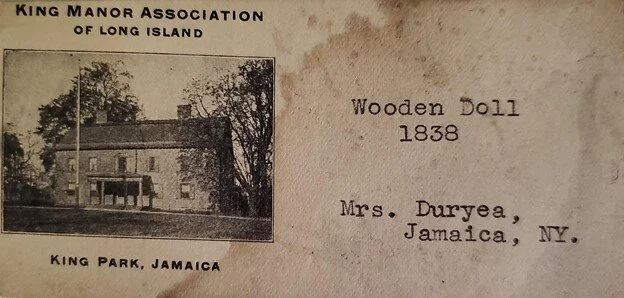 KING MANOR ASSOCIATION
OF LONG ISLAND
KING PARK, JAMAICA
Wooden Doll
1838
Mrs. Duryea,
Jamaica, NY.